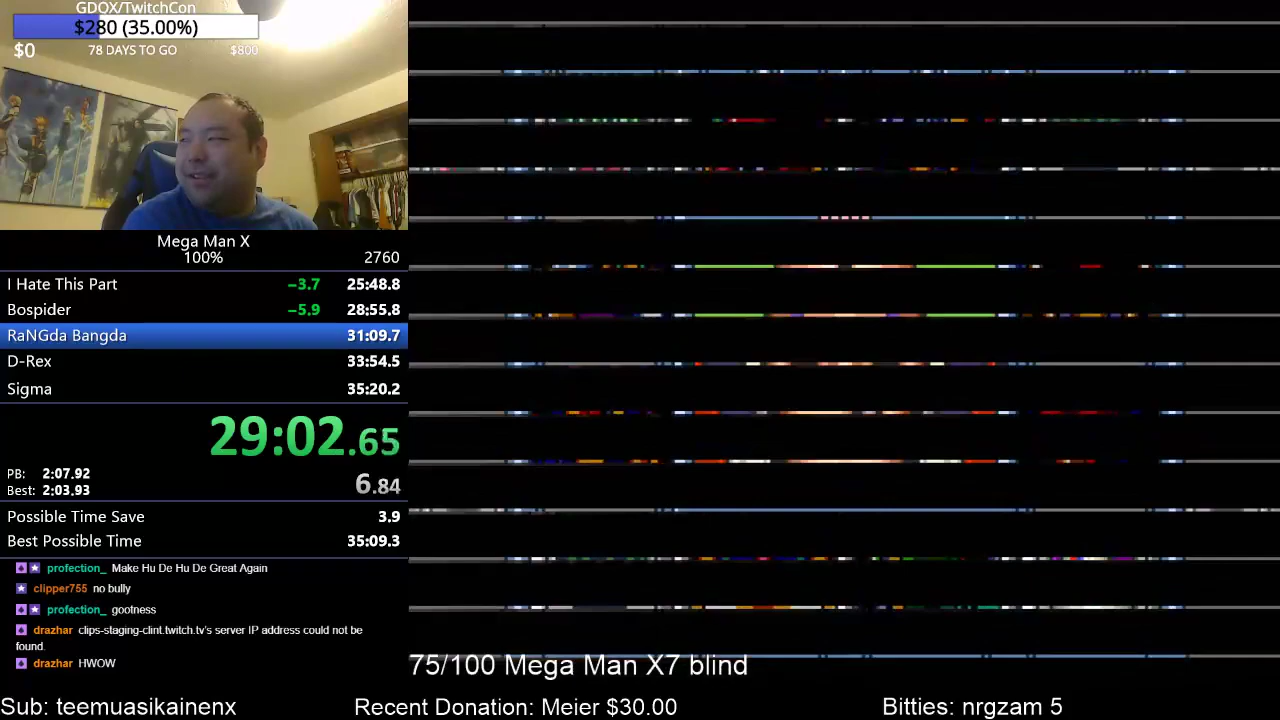 GDOX/TwitchCon
$280 (35.00%)
$0 78 DAYS TO GO $800
Mega Man X
100% 2760
I Hate This Part −3.7 25:48.8
Bospider −5.9 28:55.8
RaNGda Bangda 31:09.7
D-Rex 33:54.5
Sigma 35:20.2
29:02.65
PB: 2:07.92
Best: 2:03.93
6.84
Possible Time Save 3.9
Best Possible Time 35:09.3
profection_ Make Hu De Hu De Great Again
clipper755 no bully
profection_ gootness
drazhar clips-staging-clint.twitch.tv's server IP address could not be
found.
drazhar HWOW
75/100 Mega Man X7 blind
Sub: teemuasikainenx Recent Donation: Meier $30.00 Bitties: nrgzam 5